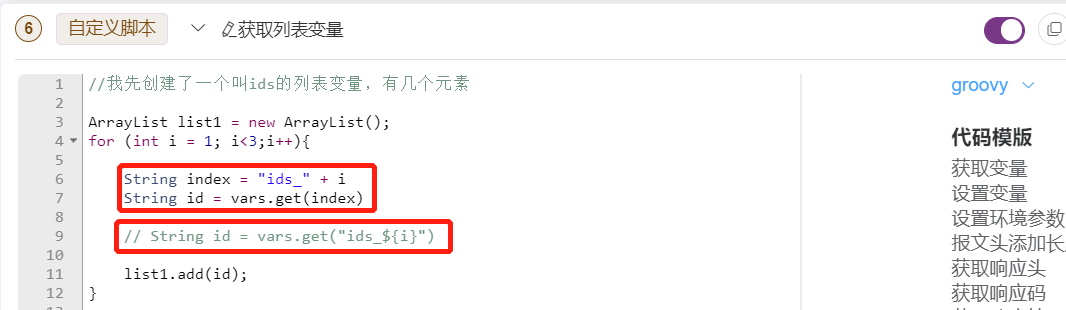 6 自定义脚本 获取列表变量
1 //我先创建了一个叫ids的列表变量，有几个元素
2
3 ArrayList list1 = new ArrayList();
4 for (int i = 1; i<3;i++){
5
6 String index = "ids_" + i
7 String id = vars.get(index)
8
9 // String id = vars.get("ids_${i}")
10
11 list1.add(id);
12 }
groovy
代码模版
获取变量
设置变量
设置环境参数
报文头添加长
获取响应头
获取响应码